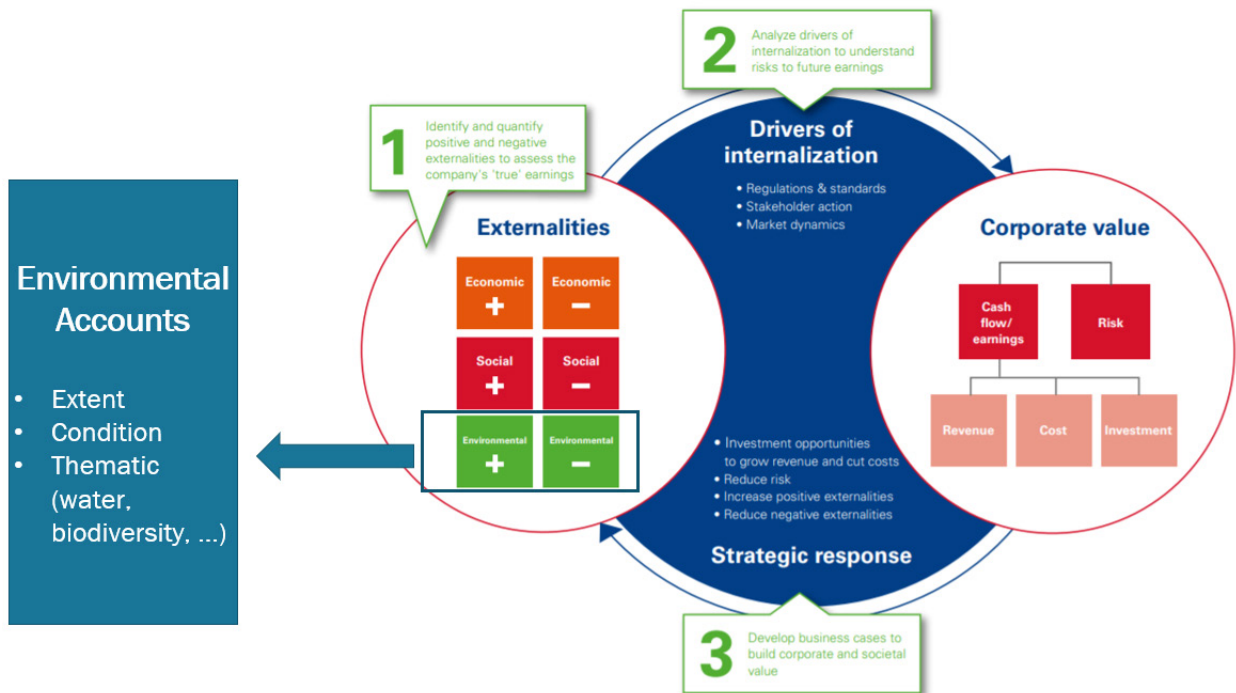 Environmental
Accounts
• Extent
• Condition
• Thematic
(water,
biodiversity, ...)
1
Identify and quantify
positive and negative
externalities to assess the
company's 'true' earnings
Externalities
Economic
+
Economic
−
Social
+
Social
−
Environmental
+
Environmental
−
2
Analyze drivers of
internalization to understand
risks to future earnings
Drivers of
internalization
• Regulations & standards
• Stakeholder action
• Market dynamics
Corporate value
Cash
flow/
earnings
Risk
Revenue
Cost
Investment
• Investment opportunities
to grow revenue and cut costs
• Reduce risk
• Increase positive externalities
• Reduce negative externalities
Strategic response
3
Develop business cases to
build corporate and societal
value